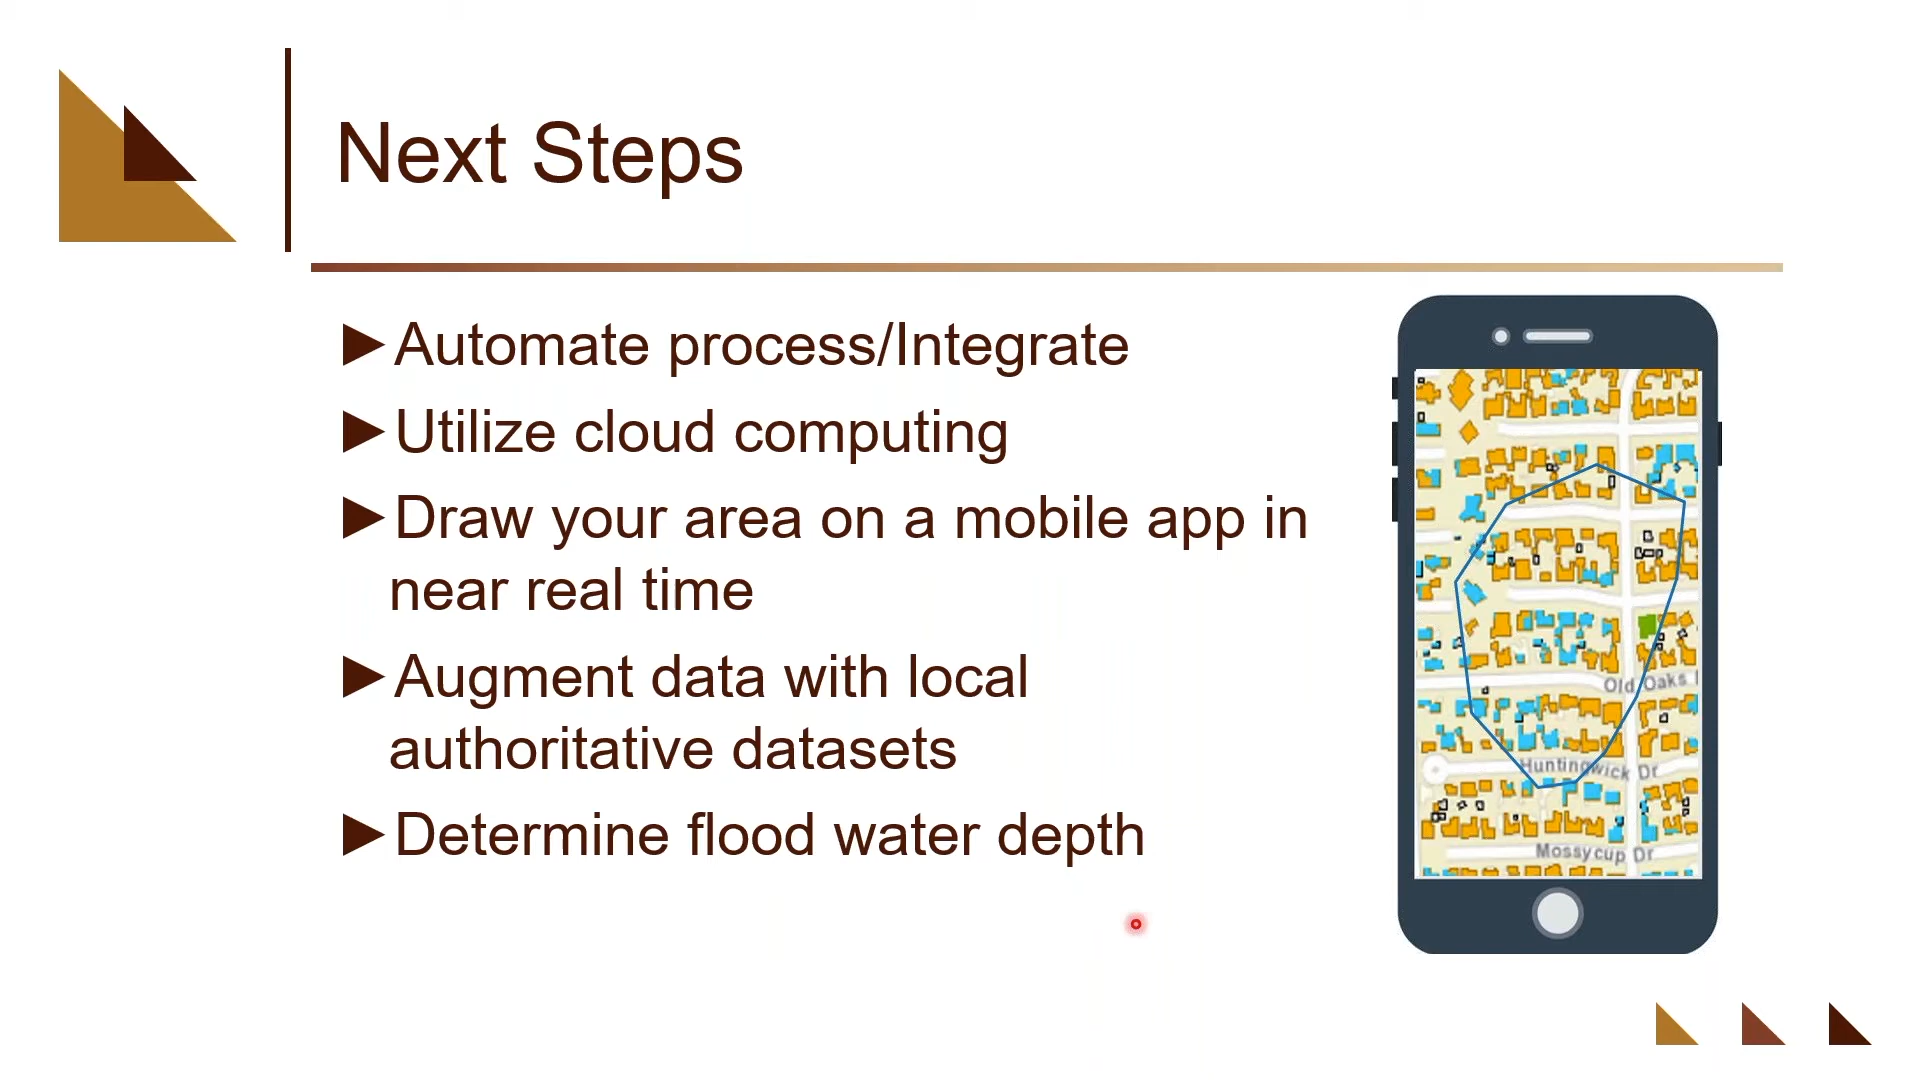 Next Steps
►Automate process/Integrate
►Utilize cloud computing
►Draw your area on a mobile app in
near real time
►Augment data with local
authoritative datasets
►Determine flood water depth
Old Oaks
Huntingwick Dr
Mossycup Dr